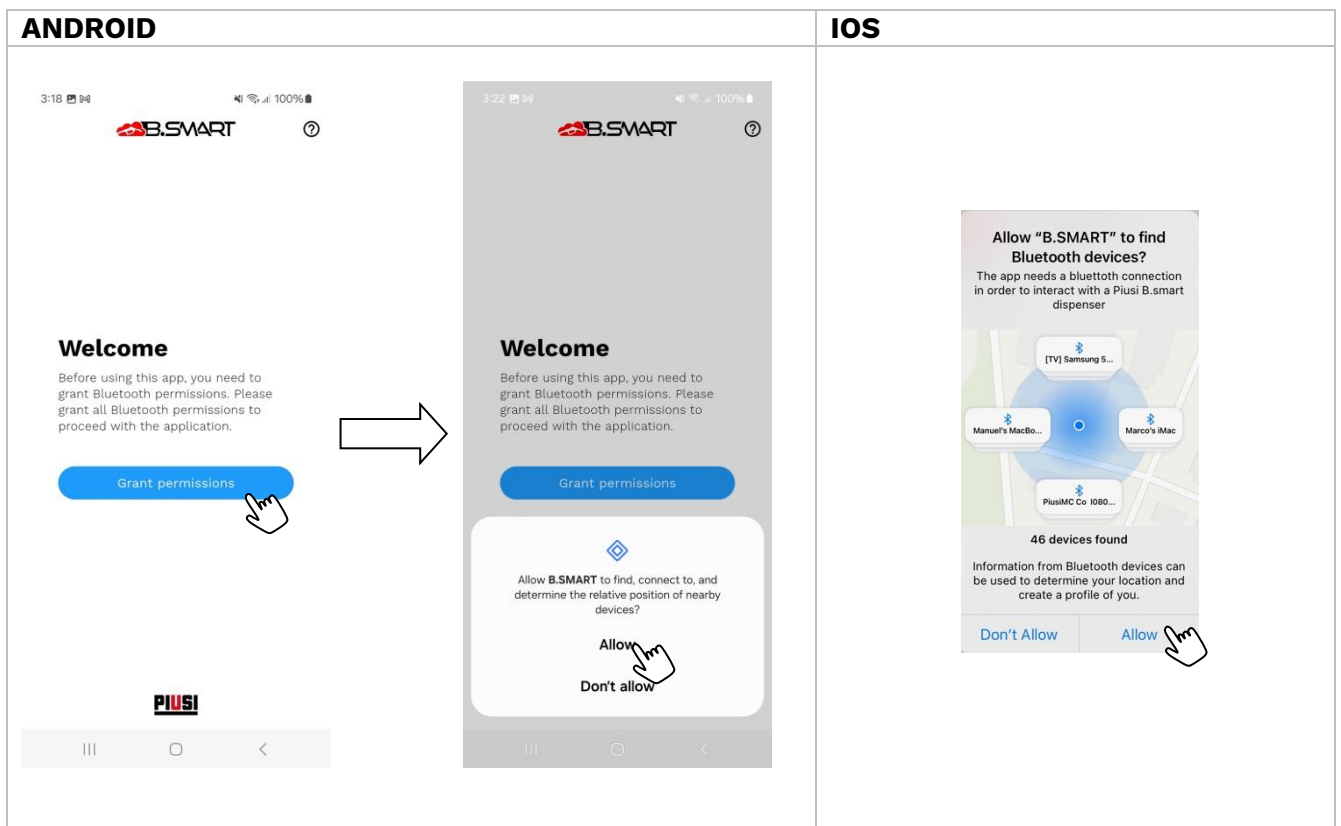 ANDROID
IOS
3:18
100%
B.SMART
Welcome
Before using this app, you need to
grant Bluetooth permissions. Please
grant all Bluetooth permissions to
proceed with the application.
Grant permissions
PIUSI
3:22
100%
B.SMART
Welcome
Before using this app, you need to
grant Bluetooth permissions. Please
grant all Bluetooth permissions to
proceed with the application.
Grant permissions
Allow B.SMART to find, connect to, and
determine the relative position of nearby
devices?
Allow
Don't allow
Allow “B.SMART” to find
Bluetooth devices?
The app needs a bluettoth connection
in order to interact with a Piusi B.smart
dispenser
[TV] Samsung 5...
Manuel's MacBo...
Marco's iMac
PiusiMC Co I080...
46 devices found
Information from Bluetooth devices can
be used to determine your location and
create a profile of you.
Don't Allow
Allow